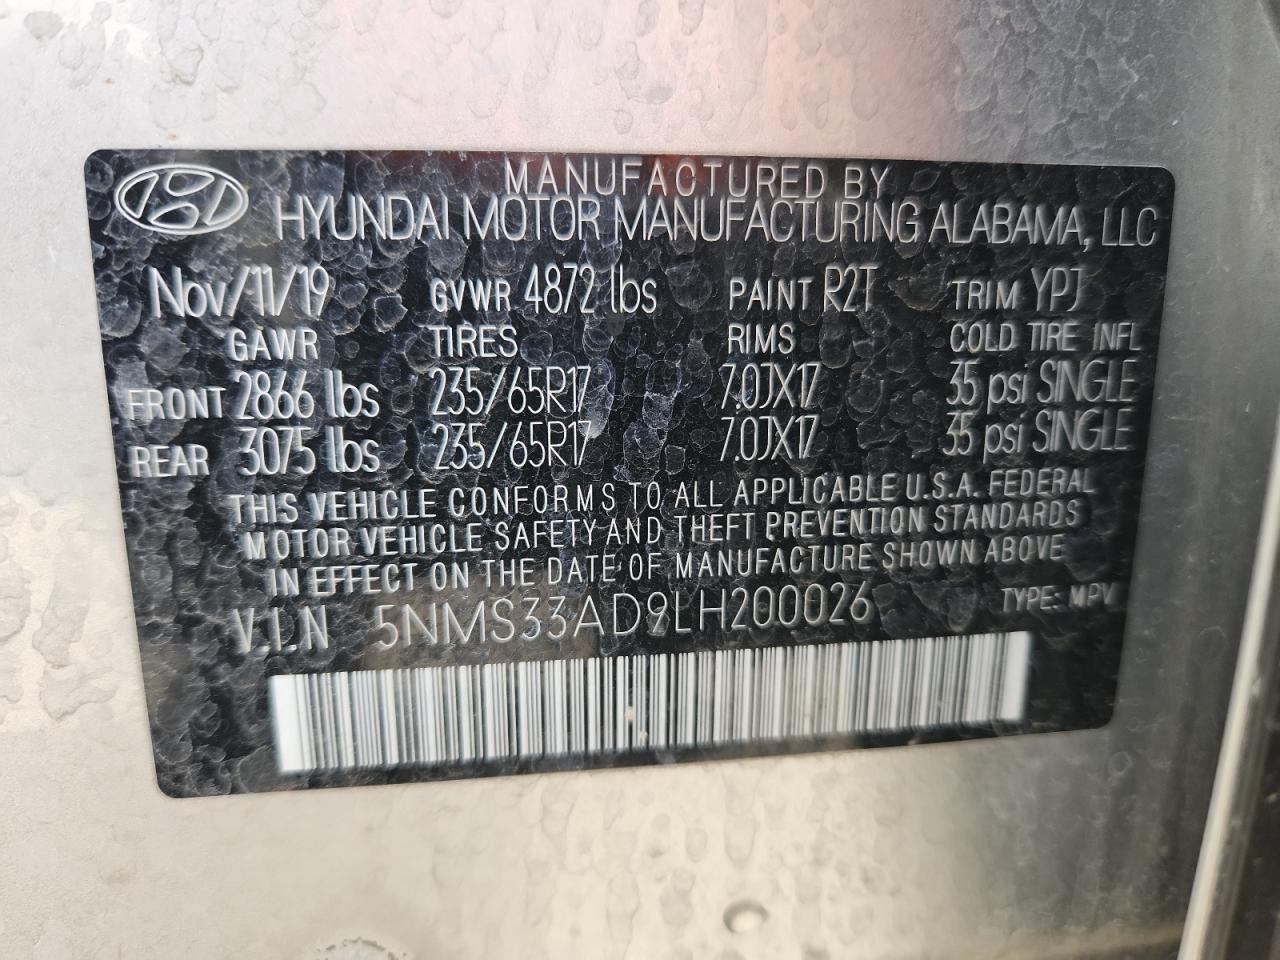 MANUFACTURED BY
HYUNDAI MOTOR MANUFACTURING ALABAMA, LLC
Nov/11/19 GVWR 4872 lbs PAINT R2T TRIM YPJ
GAWR TIRES RIMS COLD TIRE INFL
FRONT 2866 lbs 235/65R17 7.0JX17 35 psi SINGLE
REAR 3075 lbs 235/65R17 7.0JX17 35 psi SINGLE
THIS VEHICLE CONFORMS TO ALL APPLICABLE U.S.A. FEDERAL
MOTOR VEHICLE SAFETY AND THEFT PREVENTION STANDARDS
IN EFFECT ON THE DATE OF MANUFACTURE SHOWN ABOVE
V.I.N 5NMS33AD9LH200026 TYPE: MPV